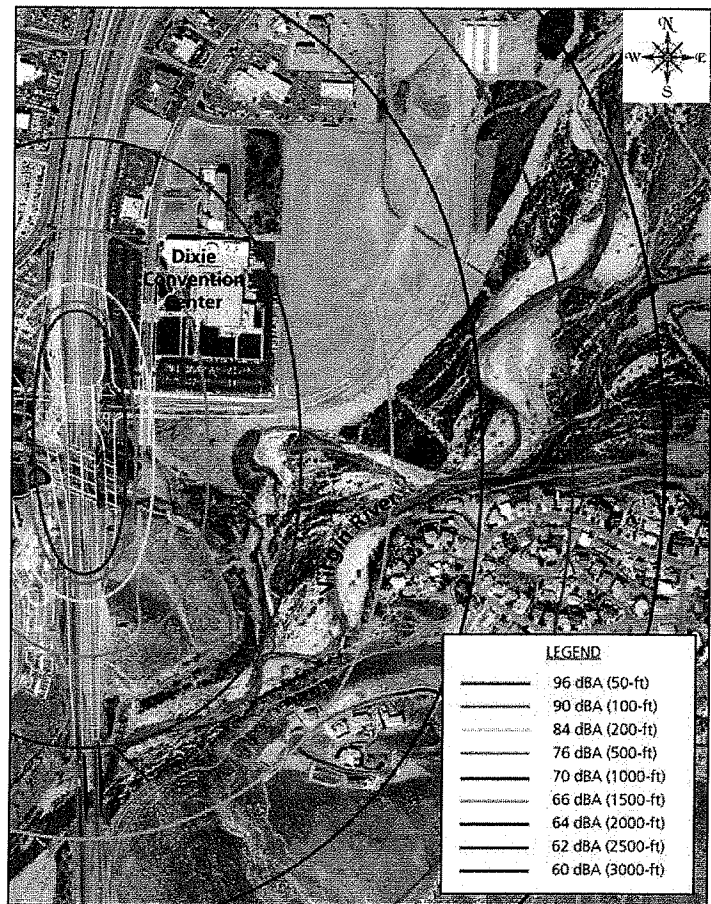 N
W E
S
Dixie
Convention
Center
Virgin River
LEGEND
96 dBA (50-ft)
90 dBA (100-ft)
84 dBA (200-ft)
76 dBA (500-ft)
70 dBA (1000-ft)
66 dBA (1500-ft)
64 dBA (2000-ft)
62 dBA (2500-ft)
60 dBA (3000-ft)